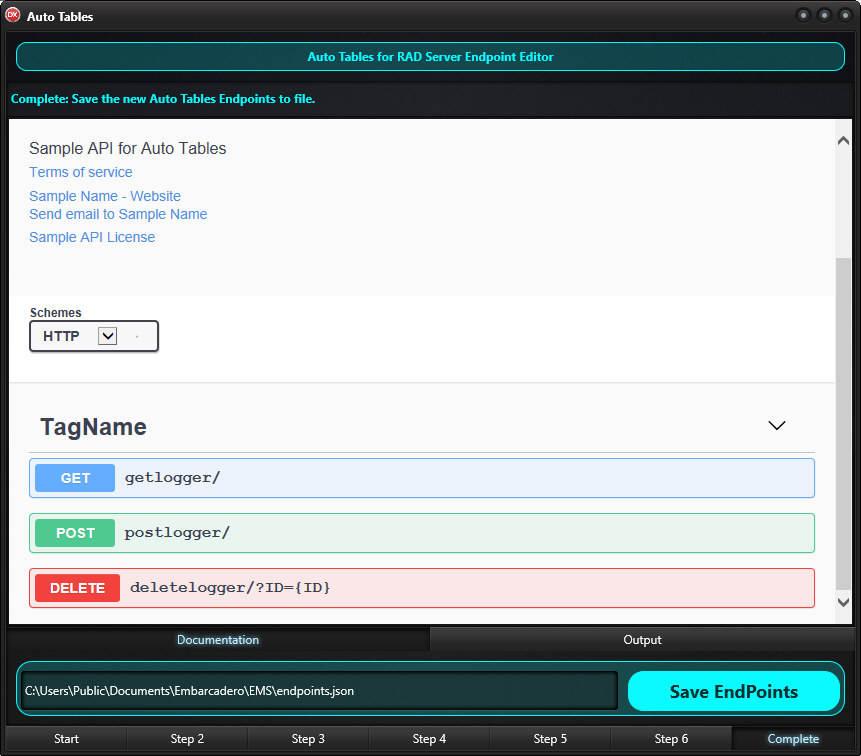 DX Auto Tables
Auto Tables for RAD Server Endpoint Editor
Complete: Save the new Auto Tables Endpoints to file.
Sample API for Auto Tables
Terms of service
Sample Name - Website
Send email to Sample Name
Sample API License
Schemes
HTTP
TagName
GET getlogger/
POST postlogger/
DELETE deletelogger/?ID={ID}
Documentation Output
C:\Users\Public\Documents\Embarcadero\EMS\endpoints.json Save EndPoints
Start Step 2 Step 3 Step 4 Step 5 Step 6 Complete